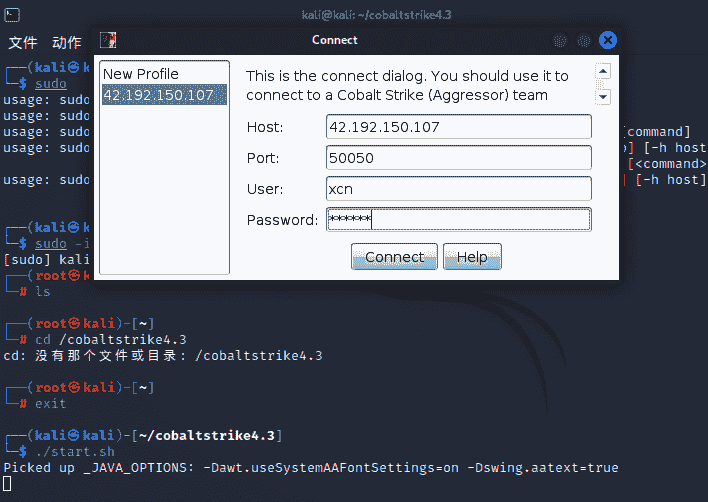 kali@kali: ~/cobaltstrike4.3
文件 动作
Connect
New Profile
42.192.150.107
This is the connect dialog. You should use it to
connect to a Cobalt Strike (Aggressor) team
Host: 42.192.150.107
Port: 50050
User: xcn
Password: ******
Connect Help
(kali㉿kali)-
$ sudo
usage: sudo
usage: sudo
usage: sudo [command]
usage: sudo ] [-h host
[<command>
usage: sudo [-h host]
(kali㉿
$ sudo -i
[sudo] kali
(root㉿
# ls
(root㉿kali)-[~]
# cd /cobaltstrike4.3
cd: 没有那个文件或目录: /cobaltstrike4.3
(root㉿kali)-[~]
# exit
(kali㉿kali)-[~/cobaltstrike4.3]
$ ./start.sh
Picked up _JAVA_OPTIONS: -Dawt.useSystemAAFontSettings=on -Dswing.aatext=true